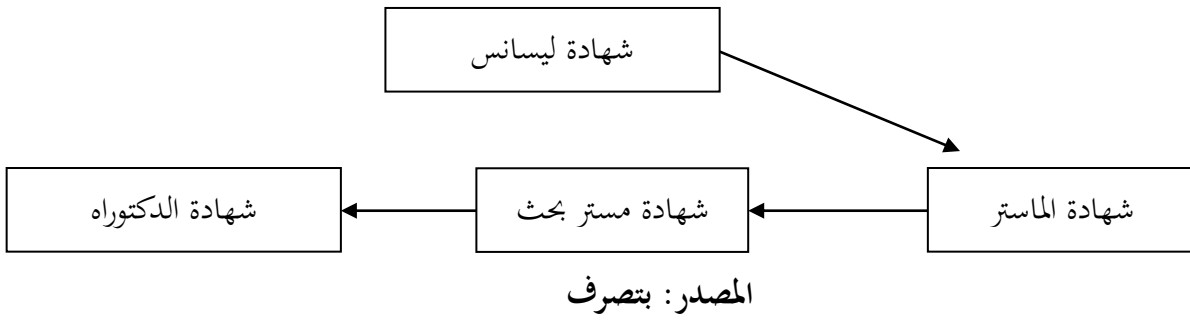 شهادة ليسانس
شهادة الماستر
شهادة مستر بحث
شهادة الدكتوراه
المصدر: بتصرف